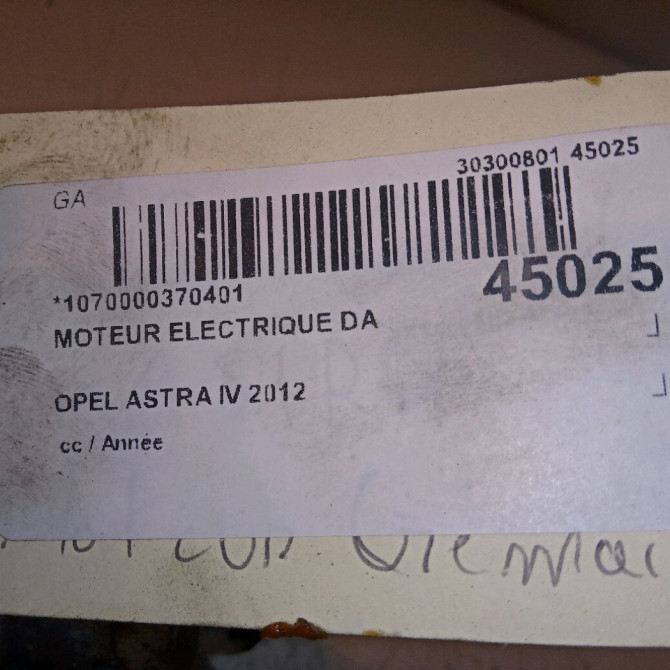 30300801 45025
GA
45025
*1070000370401
MOTEUR ELECTRIQUE DA
OPEL ASTRA IV 2012
cc / Année